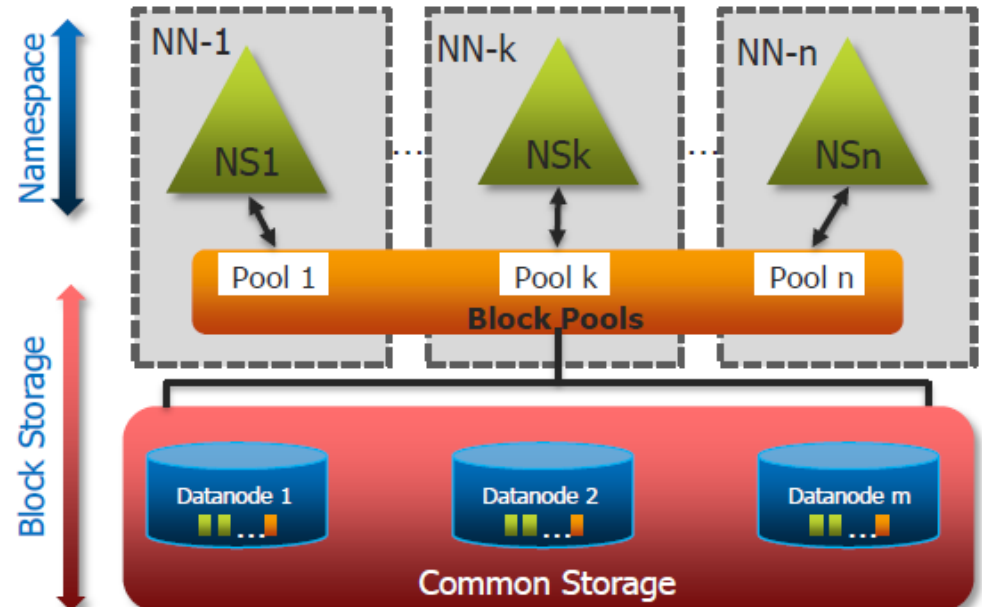 Namespace
NN-1
NN-k
NN-n
NS1
...
NSk
...
NSn
Block Storage
Pool 1
Pool k
Pool n
Block Pools
Datanode 1
...
Datanode 2
...
Datanode m
...
Common Storage